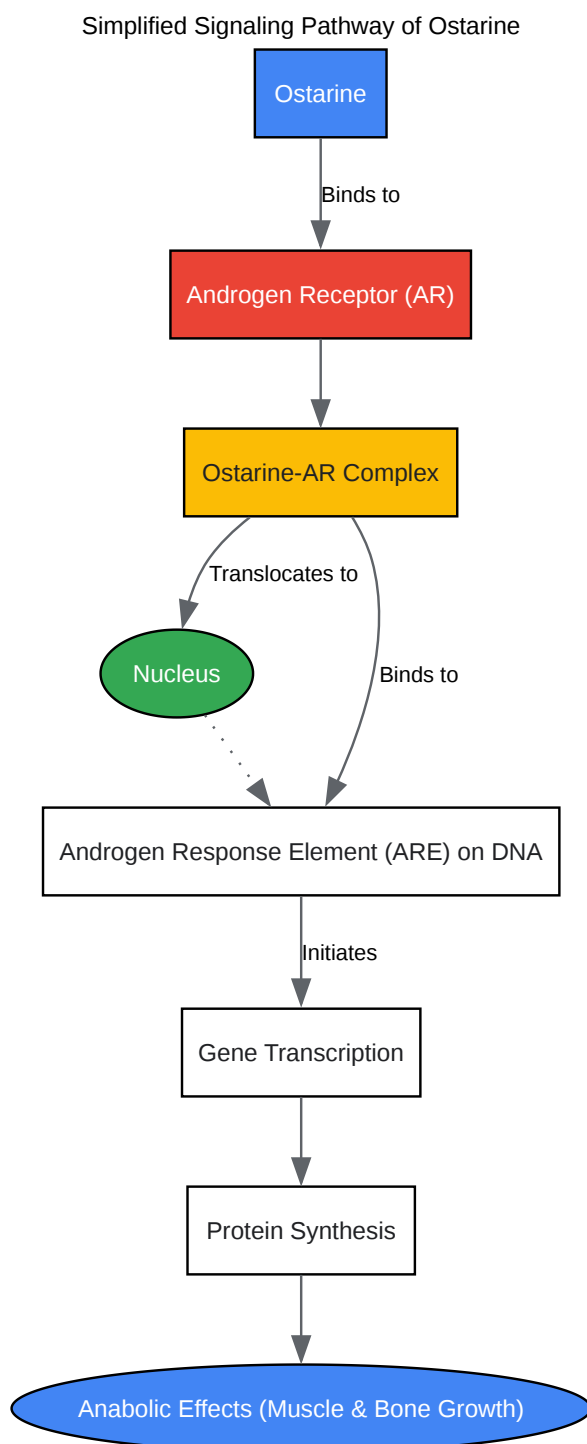 Simplified Signaling Pathway of Ostarine
Ostarine
Binds to
Androgen Receptor (AR)
Ostarine-AR Complex
Translocates to
Nucleus
Binds to
Androgen Response Element (ARE) on DNA
Initiates
Gene Transcription
Protein Synthesis
Anabolic Effects (Muscle & Bone Growth)